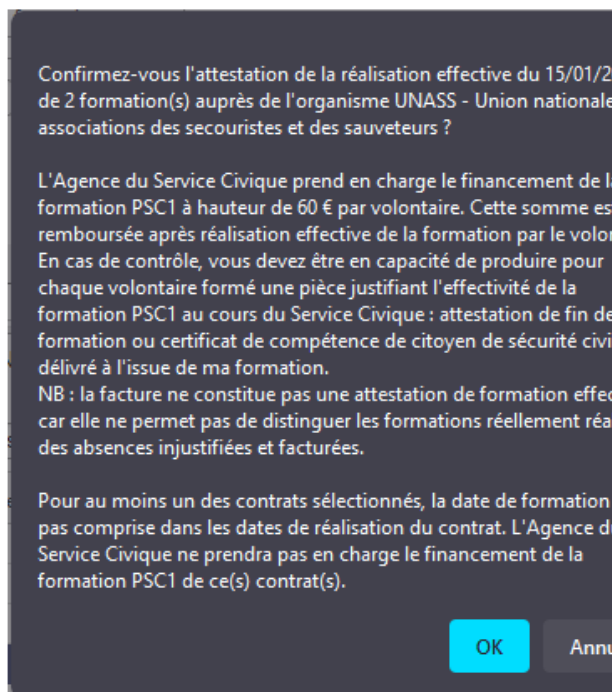 Confirmez-vous l'attestation de la réalisation effective du 15/01/2
de 2 formation(s) auprès de l'organisme UNASS - Union nationale
associations des secouristes et des sauveteurs ?
L'Agence du Service Civique prend en charge le financement de la
formation PSC1 à hauteur de 60 € par volontaire. Cette somme es
remboursée après réalisation effective de la formation par le volor
En cas de contrôle, vous devez être en capacité de produire pour
chaque volontaire formé une pièce justifiant l'effectivité de la
formation PSC1 au cours du Service Civique : attestation de fin de
formation ou certificat de compétence de citoyen de sécurité civi
délivré à l'issue de ma formation.
NB : la facture ne constitue pas une attestation de formation effec
car elle ne permet pas de distinguer les formations réellement réa
des absences injustifiées et facturées.
Pour au moins un des contrats sélectionnés, la date de formation
pas comprise dans les dates de réalisation du contrat. L'Agence d
Service Civique ne prendra pas en charge le financement de la
formation PSC1 de ce(s) contrat(s).
OK Annu